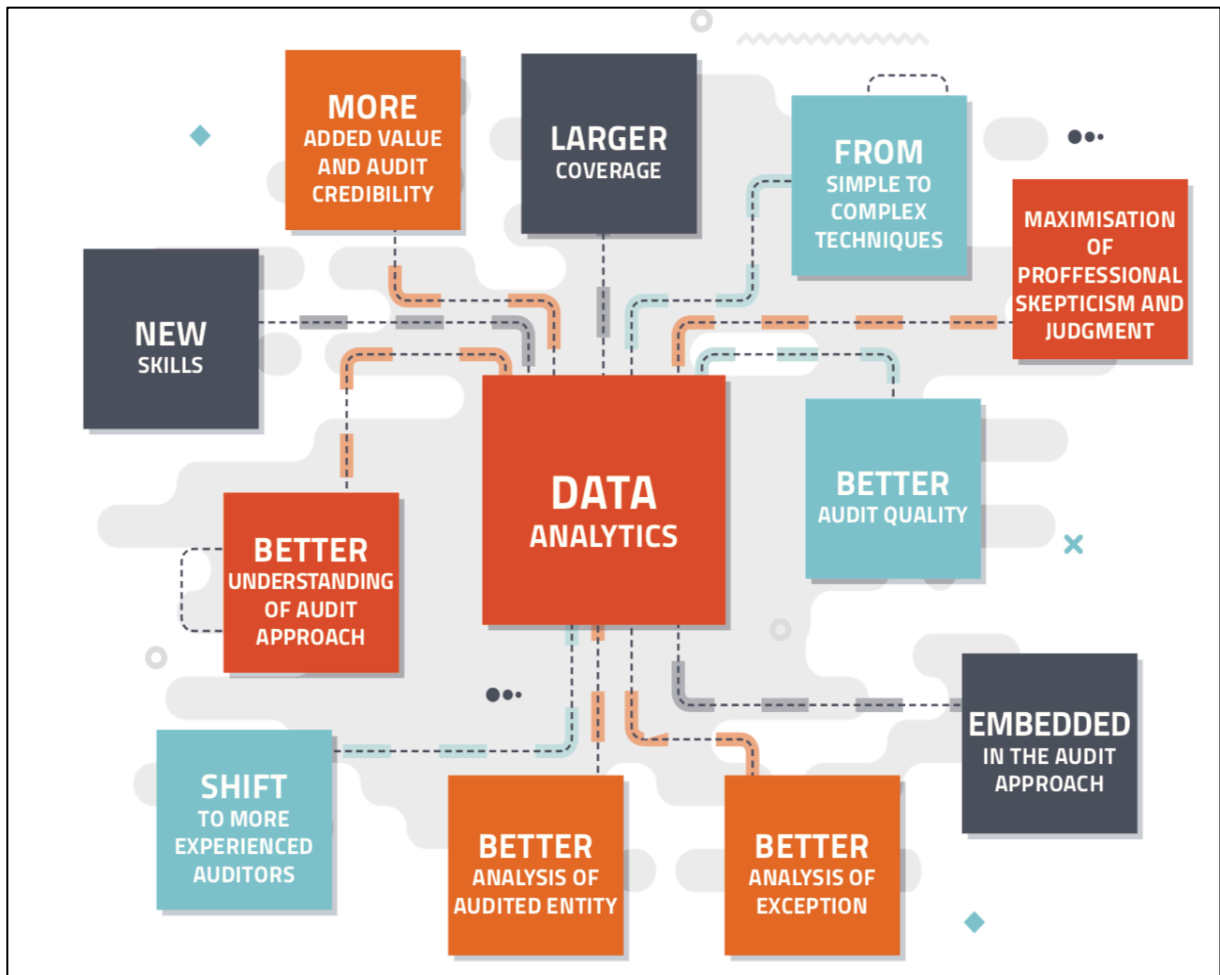 MORE
ADDED VALUE
AND AUDIT
CREDIBILITY
LARGER
COVERAGE
FROM
SIMPLE TO
COMPLEX
TECHNIQUES
MAXIMISATION
OF
PROFFESSIONAL
SKEPTICISM AND
JUDGMENT
NEW
SKILLS
DATA
ANALYTICS
BETTER
AUDIT QUALITY
BETTER
UNDERSTANDING
OF AUDIT
APPROACH
EMBEDDED
IN THE AUDIT
APPROACH
SHIFT
TO MORE
EXPERIENCED
AUDITORS
BETTER
ANALYSIS OF
AUDITED ENTITY
BETTER
ANALYSIS OF
EXCEPTION